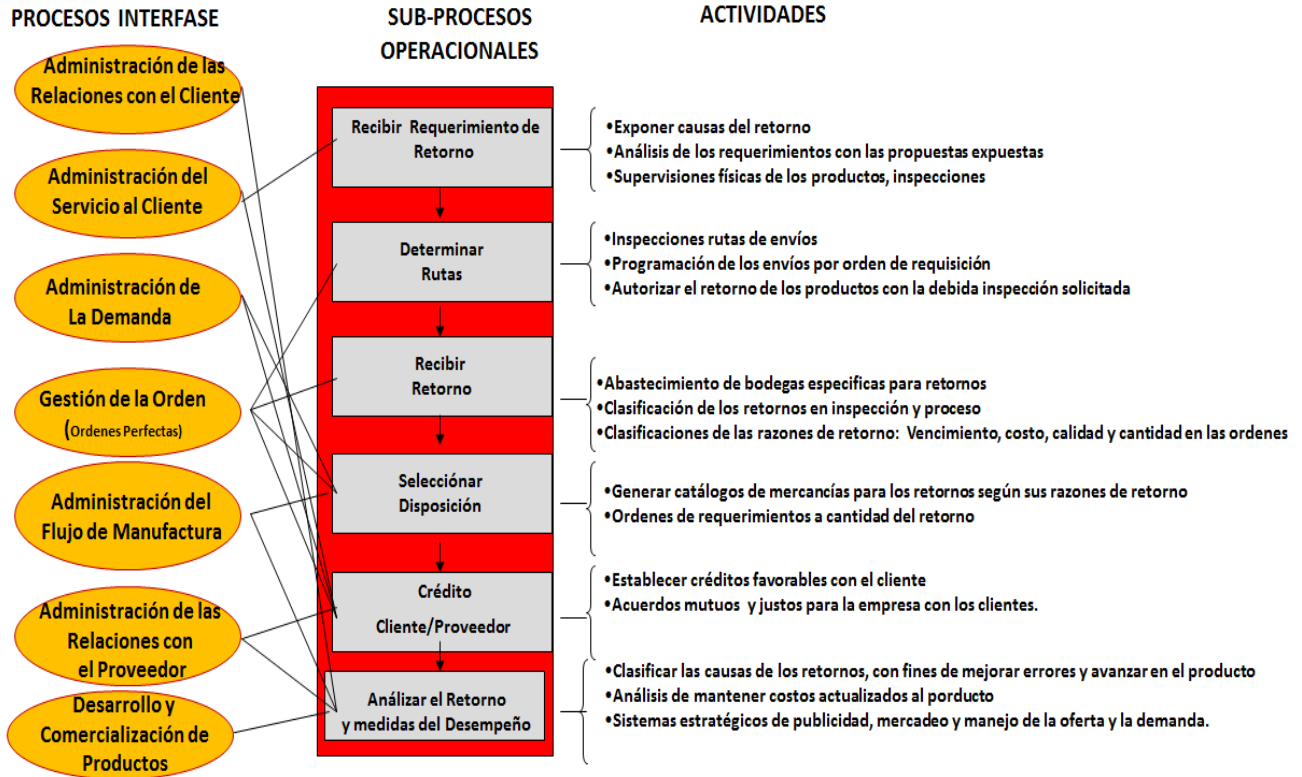 PROCESOS INTERFASE
SUB-PROCESOS
OPERACIONALES
ACTIVIDADES
Administración de las
Relaciones con el Cliente
Administración del
Servicio al Cliente
Administración de
La Demanda
Gestión de la Orden
(Ordenes Perfectas)
Administración del
Flujo de Manufactura
Administración de las
Relaciones con
el Proveedor
Desarrollo y
Comercialización de
Productos
Recibir Requerimiento de
Retorno
Determinar
Rutas
Recibir
Retorno
Selecciónar
Disposición
Crédito
Cliente/Proveedor
Análizar el Retorno
y medidas del Desempeño
•Exponer causas del retorno
•Análisis de los requerimientos con las propuestas expuestas
•Supervisiones físicas de los productos, inspecciones
•Inspecciones rutas de envíos
•Programación de los envíos por orden de requisición
•Autorizar el retorno de los productos con la debida inspección solicitada
•Abastecimiento de bodegas especificas para retornos
•Clasificación de los retornos en inspección y proceso
•Clasificaciones de las razones de retorno: Vencimiento, costo, calidad y cantidad en las ordenes
•Generar catálogos de mercancías para los retornos según sus razones de retorno
•Ordenes de requerimientos a cantidad del retorno
•Establecer créditos favorables con el cliente
•Acuerdos mutuos y justos para la empresa con los clientes.
•Clasificar las causas de los retornos, con fines de mejorar errores y avanzar en el producto
•Análisis de mantener costos actualizados al porducto
•Sistemas estratégicos de publicidad, mercadeo y manejo de la oferta y la demanda.